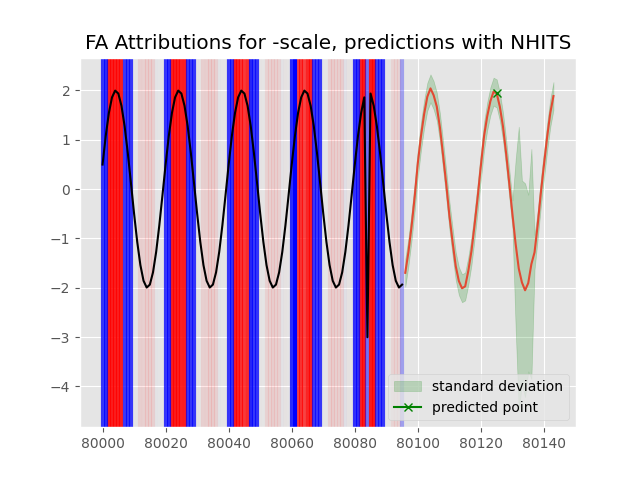 FA Attributions for -scale, predictions with NHITS
2
1
0
−1
−2
−3
−4
standard deviation
predicted point
80000 80020 80040 80060 80080 80100 80120 80140